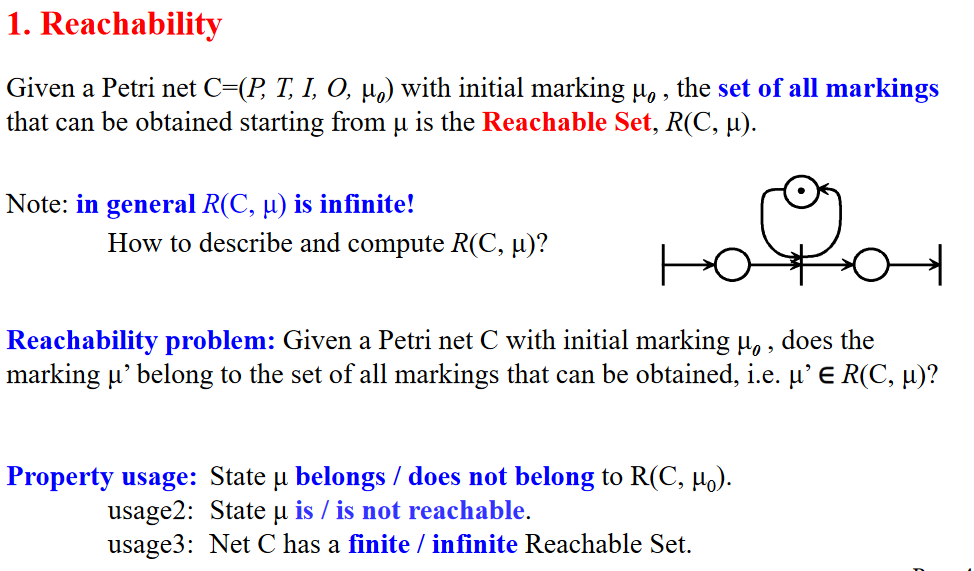 1. Reachability
Given a Petri net C=(P, T, I, O, μ₀) with initial marking μ₀ , the set of all markings
that can be obtained starting from μ is the Reachable Set, R(C, μ).
Note: in general R(C, μ) is infinite!
How to describe and compute R(C, μ)?
Reachability problem: Given a Petri net C with initial marking μ₀ , does the
marking μ’ belong to the set of all markings that can be obtained, i.e. μ’ ∈ R(C, μ)?
Property usage: State μ belongs / does not belong to R(C, μ₀).
usage2: State μ is / is not reachable.
usage3: Net C has a finite / infinite Reachable Set.